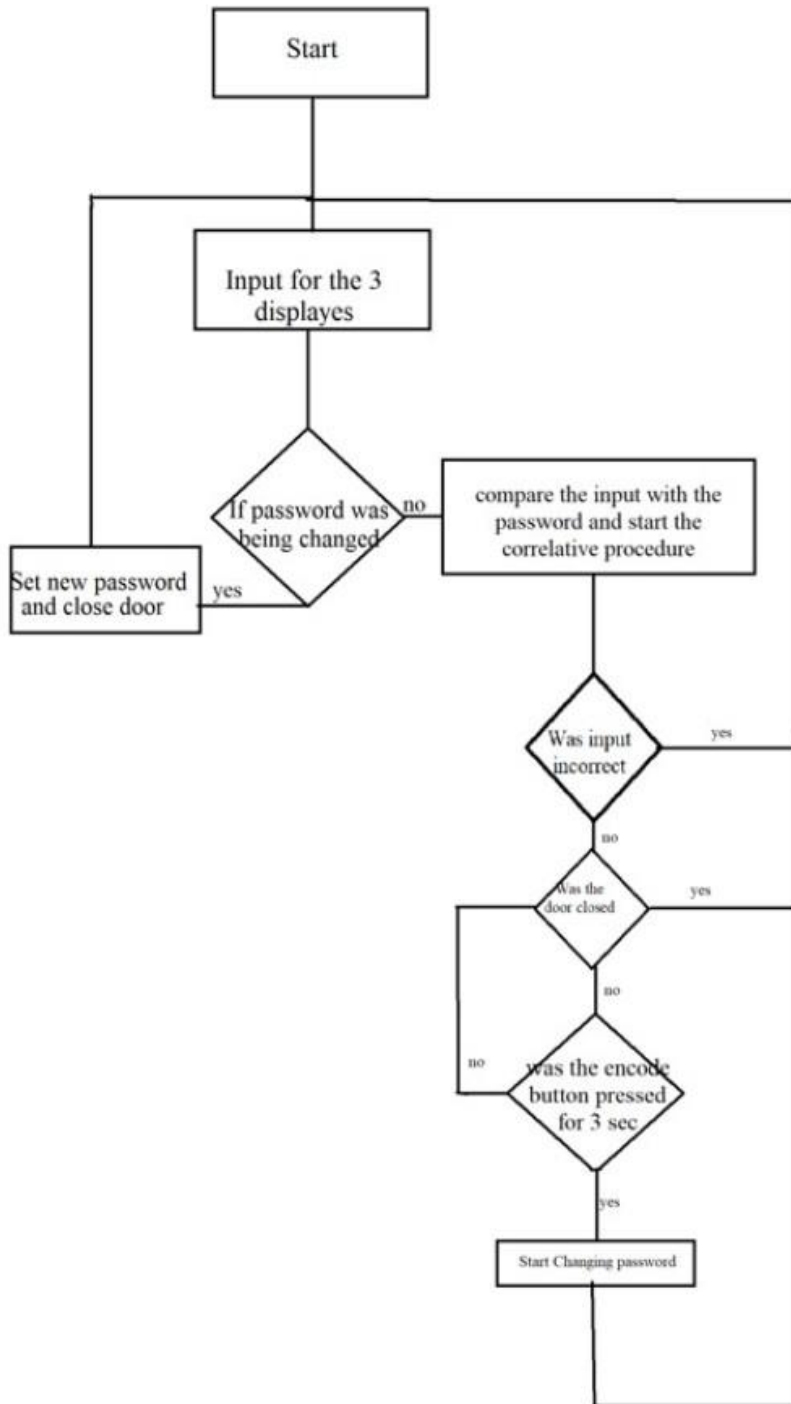 Start
Input for the 3
displayes
If password was
being changed
no
compare the input with the
password and start the
correlative procedure
Set new password
and close door
yes
Was input
incorrect
yes
no
Was the
door closed
yes
no
no
was the encode
button pressed
for 3 sec
yes
Start Changing password